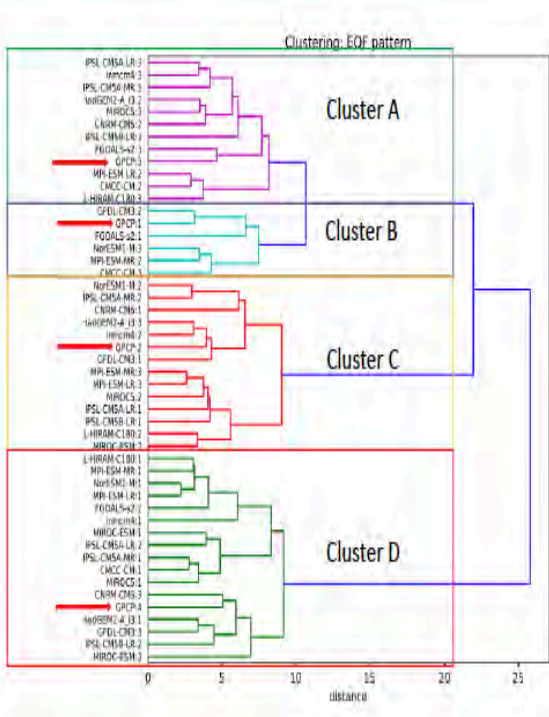 Clustering: EOF pattern
IPSL-CM5A-LR:3
inmcm4:3
IPSL-CM5A-MR:3
MIROC5:3
CNRM-CM5:2
IPSL-CM5B-LR:3
FGOALS-s2:3
GPCP:3
MPI-ESM-LR:2
CMCC-CM:2
L-HIRAM-C180:3
Cluster A
GFDL-CM3:2
GPCP:1
FGOALS-s2:1
NorESM1-M:3
MPI-ESM-MR:2
CMCC-CM:3
Cluster B
NorESM1-M:2
IPSL-CM5A-MR:2
CNRM-CM5:1
inmcm4:2
GPCP:2
GFDL-CM3:1
MPI-ESM-MR:3
MPI-ESM-LR:3
MIROC5:2
IPSL-CM5A-LR:1
IPSL-CM5B-LR:1
L-HIRAM-C180:2
Cluster C
L-HIRAM-C180:1
MPI-ESM-MR:1
NorESM1-M:1
MPI-ESM-LR:1
FGOALS-s2:2
inmcm4:1
MIROC-ESM:1
IPSL-CM5A-LR:2
IPSL-CM5A-MR:1
CMCC-CM:1
MIROC5:1
CNRM-CM5:3
GPCP:4
GFDL-CM3:3
IPSL-CM5B-LR:2
Cluster D
0 5 10 15 20 25
distance